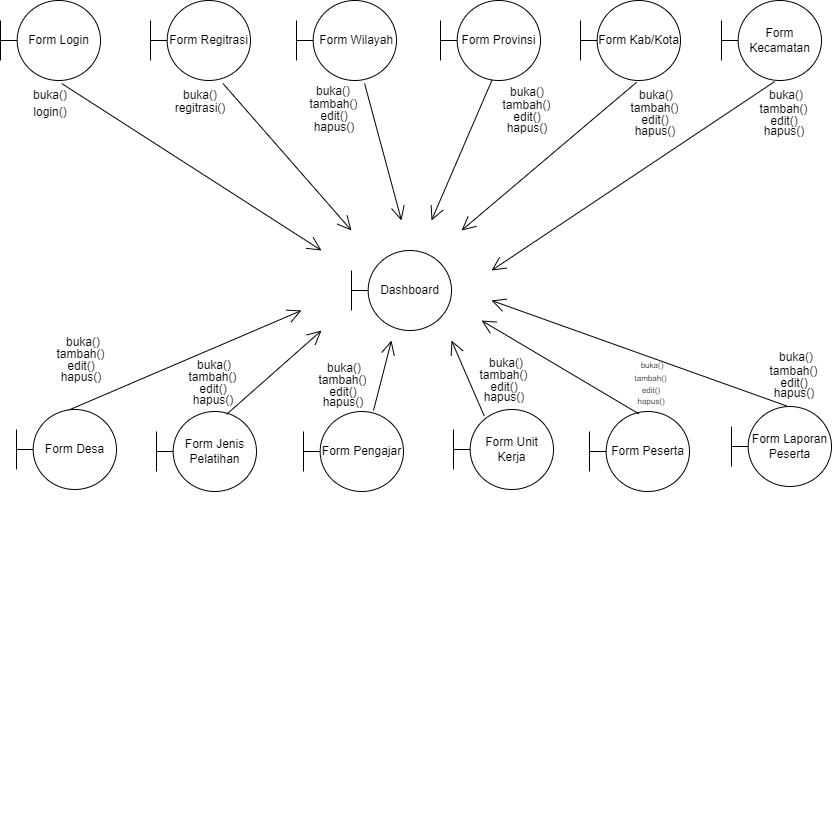 Form Login
Form Regitrasi
Form Wilayah
Form Provinsi
Form Kab/Kota
Form
Kecamatan
buka()
login()
buka()
regitrasi()
buka()
tambah()
edit()
hapus()
buka()
tambah()
edit()
hapus()
buka()
tambah()
edit()
hapus()
buka()
tambah()
edit()
hapus()
Dashboard
buka()
tambah()
edit()
hapus()
buka()
tambah()
edit()
hapus()
buka()
tambah()
edit()
hapus()
buka()
tambah()
edit()
hapus()
buka()
tambah()
edit()
hapus()
buka()
tambah()
edit()
hapus()
Form Desa
Form Jenis
Pelatihan
Form Pengajar
Form Unit
Kerja
Form Peserta
Form Laporan
Peserta